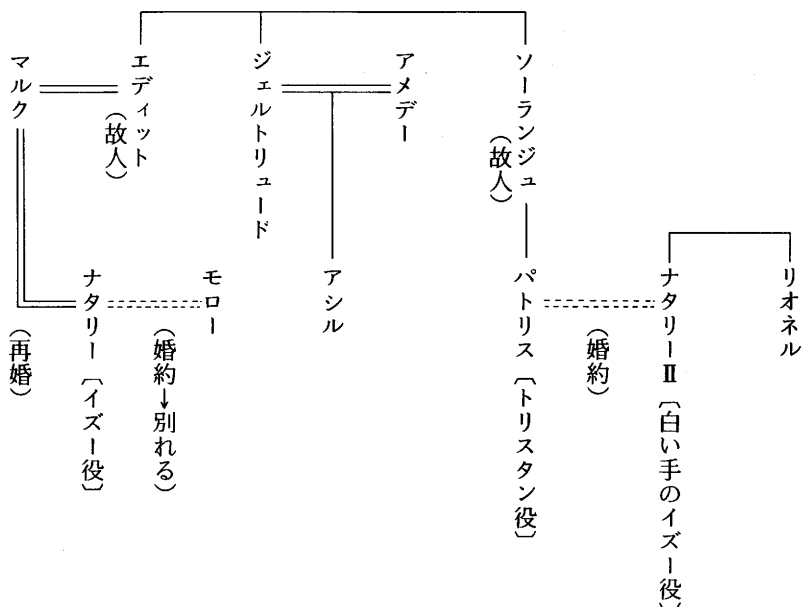 リオネル
ナタリーⅡ〔白い手のイズー役〕
(婚約)
パトリス〔トリスタン役〕
ソーランジュ
(故人)
アメデー
アシル
ジェルトリュード
モロー
(婚約→別れる)
エディット
(故人)
ナタリー〔イズー役〕
マルク
(再婚)